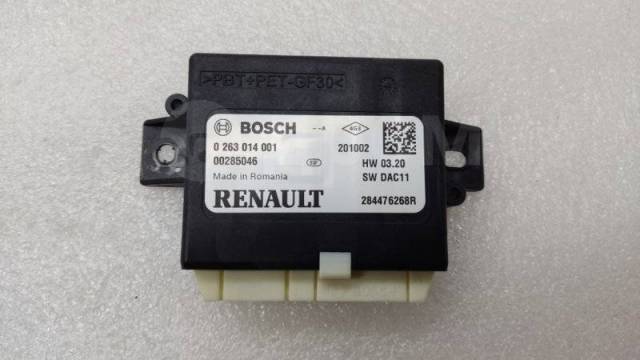 >PBT+PET-GF30<
BOSCH
0 263 014 001 201002
00285046 HW 03.20
Made in Romania SW DAC11
RENAULT 284476268R